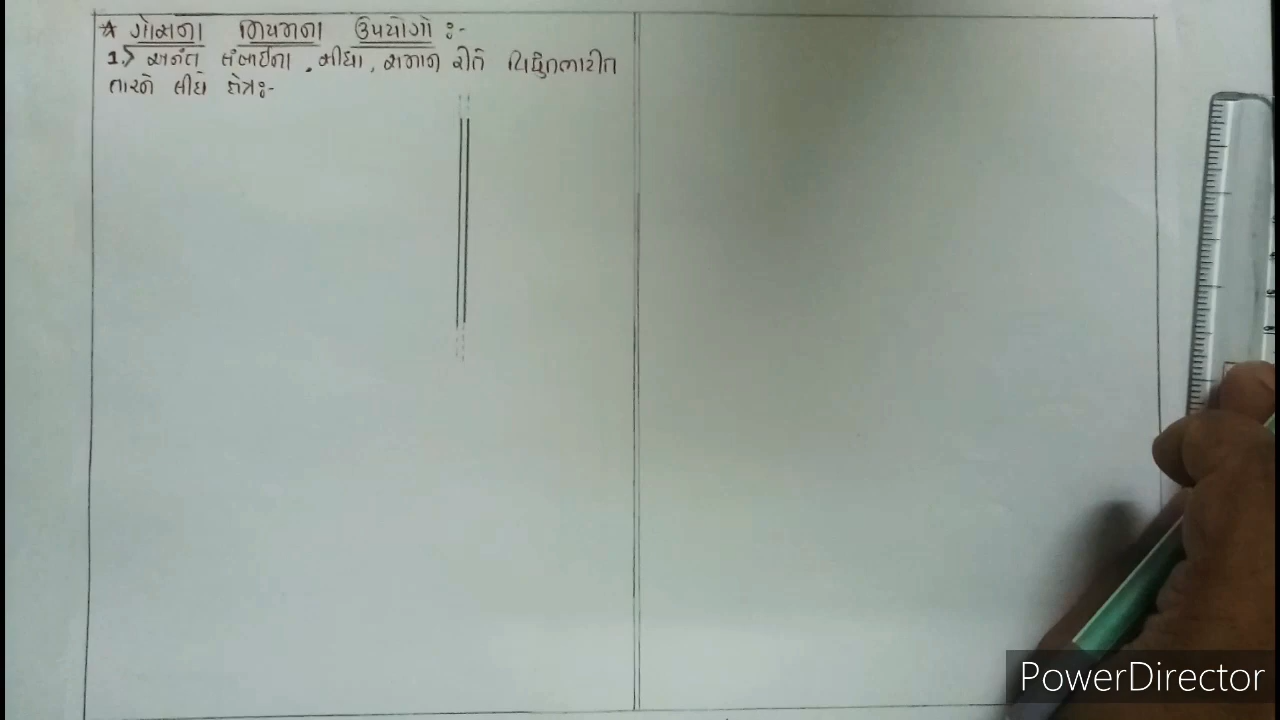 * ગૉસના નિયમના ઉપયોગો :-
1.> અનંત લંબાઈના, સીધા, સમાન રીતે વિદ્યુતભારીત
તારને લીધે ક્ષેત્ર:-
PowerDirector